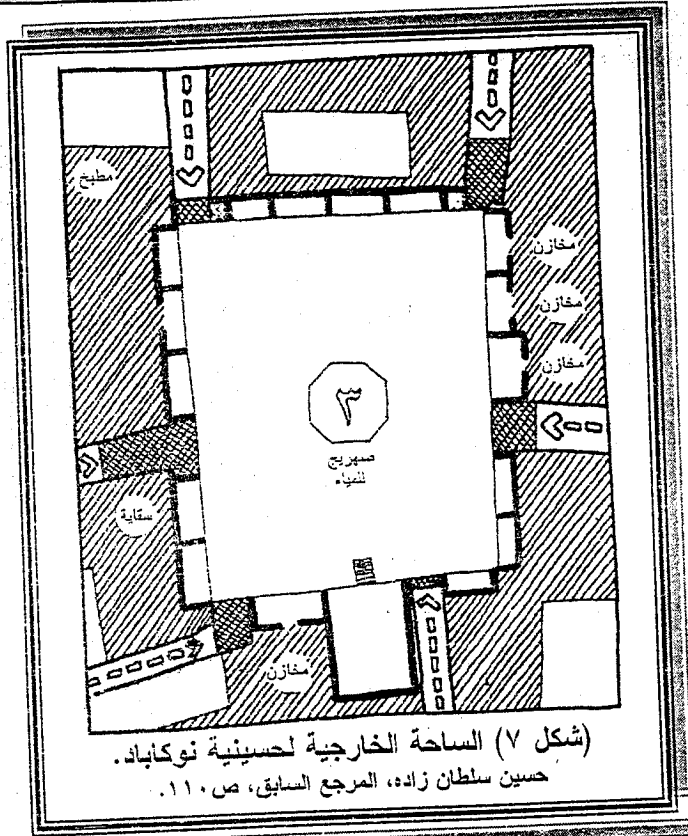 مطبخ
مخازن
مخازن
مخازن
٣
صهريج
للمياه
سقاية
مخازن
(شكل ٧) الساحة الخارجية لحسينية نوكاباد.
حسين سلطان زاده، المرجع السابق، ص١١٠.